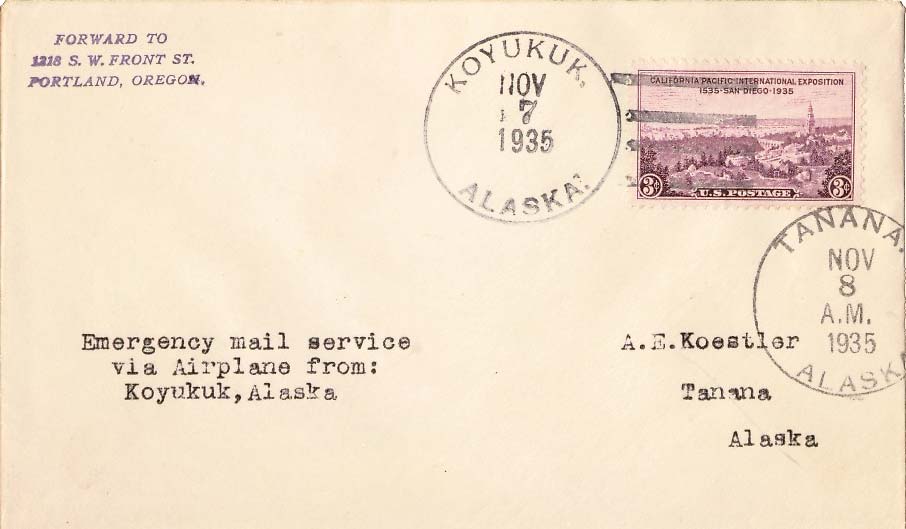 FORWARD TO
1218 S. W. FRONT ST.
PORTLAND, OREGON.
KOYUKUK,
NOV
7
1935
ALASKA.
CALIFORNIA PACIFIC INTERNATIONAL EXPOSITION
1535-SAN DIEGO-1935
3¢ U.S. POSTAGE 3¢
TANANA.
NOV
8
A.M.
1935
ALASKA
Emergency mail service
via Airplane from:
Koyukuk, Alaska
A.E.Koestler
Tanana
Alaska